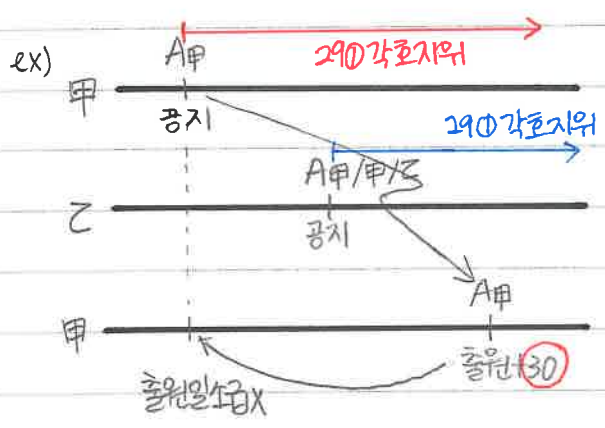 ex)
A甲
29①각호지위
甲
공지
29①각호지위
A甲/甲/乙
乙
공지
A甲
甲
출원+30
출원일소급X